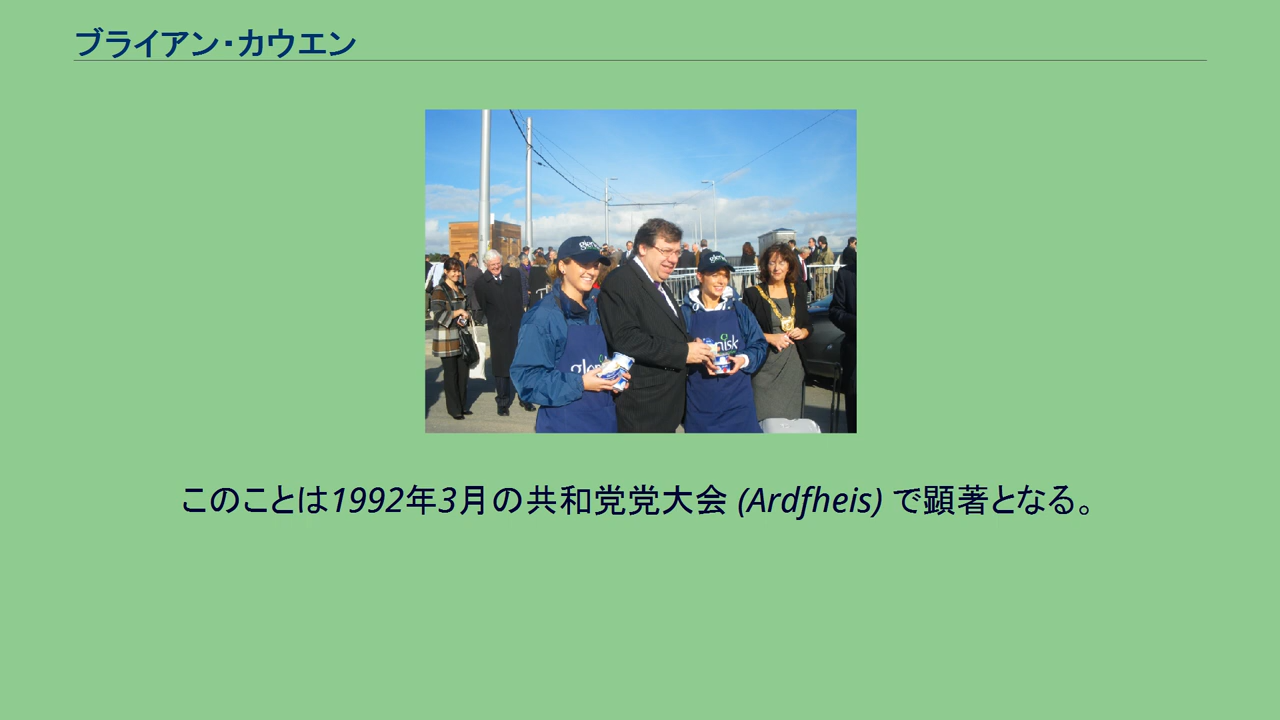 ブライアン・カウエン
glenisk
このことは1992年3月の共和党党大会 (Ardfheis) で顕著となる。